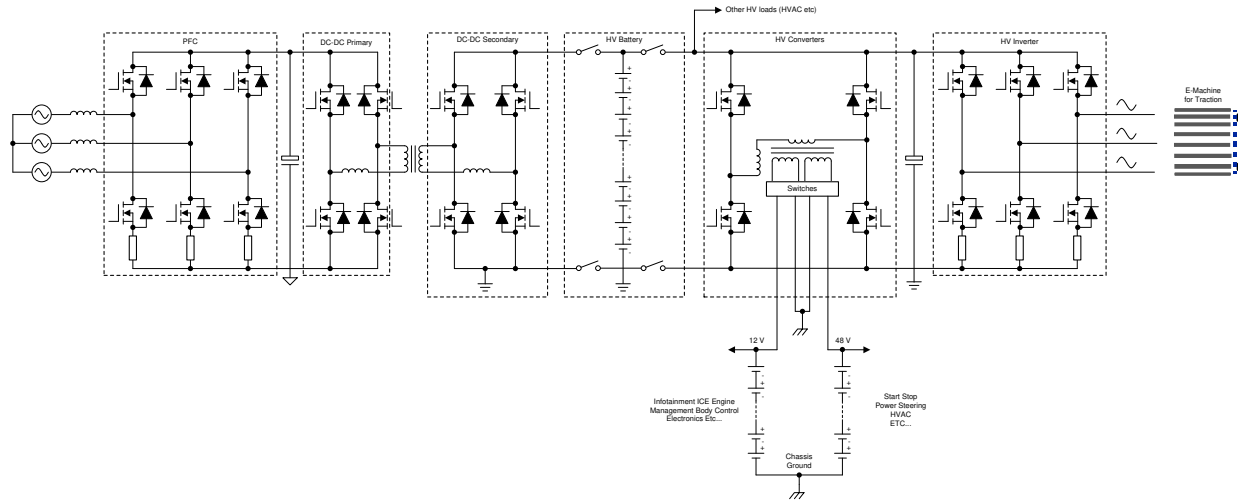 Other HV loads (HVAC etc)
PFC
DC-DC Primary
DC-DC Secondary
HV Battery
HV Converters
HV Inverter
E-Machine
for Traction
Switches
12 V
48 V
Infotainment ICE Engine
Management Body Control
Electronics Etc...
Start Stop
Power Steering
HVAC
ETC...
Chassis
Ground